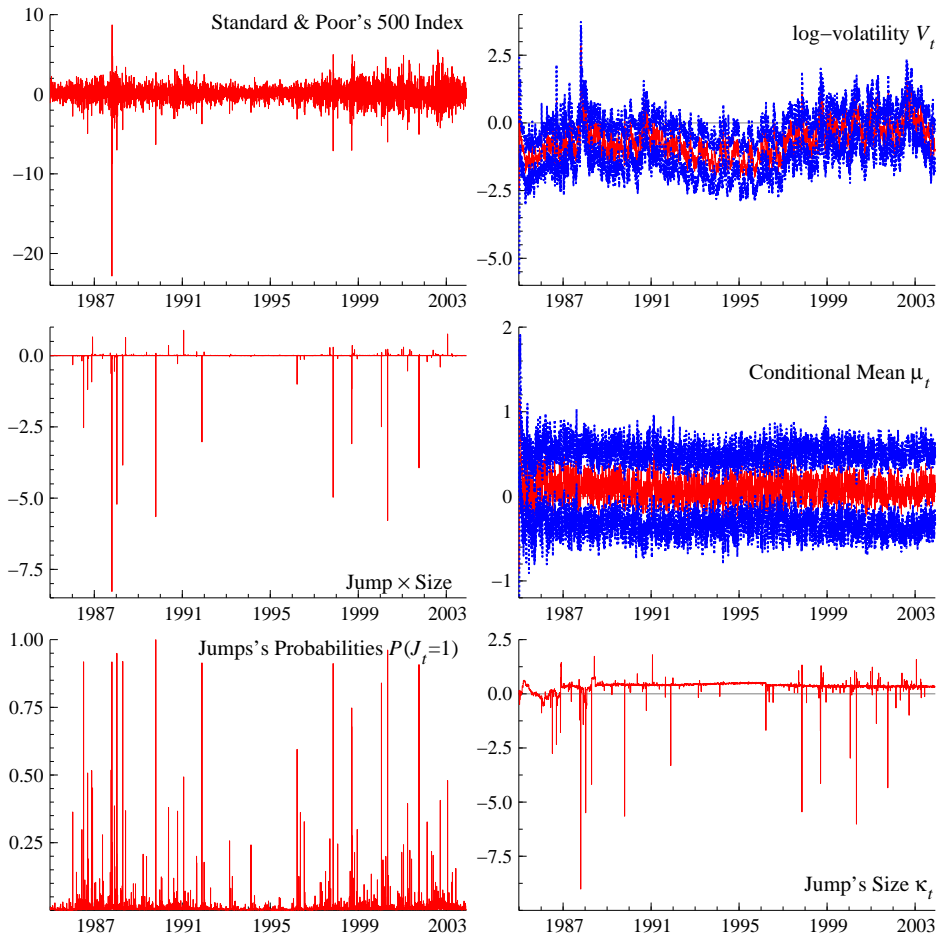 Standard & Poor's 500 Index
10
0
−10
−20
1987 1991 1995 1999 2003
log−volatility V_t
0.0
−2.5
−5.0
1987 1991 1995 1999 2003
0.0
−2.5
−5.0
−7.5
Jump × Size
1987 1991 1995 1999 2003
2
Conditional Mean μ_t
1
0
−1
1987 1991 1995 1999 2003
1.00
Jumps's Probabilities P(J_t=1)
0.75
0.50
0.25
1987 1991 1995 1999 2003
2.5
0.0
−2.5
−5.0
−7.5
Jump's Size κ_t
1987 1991 1995 1999 2003